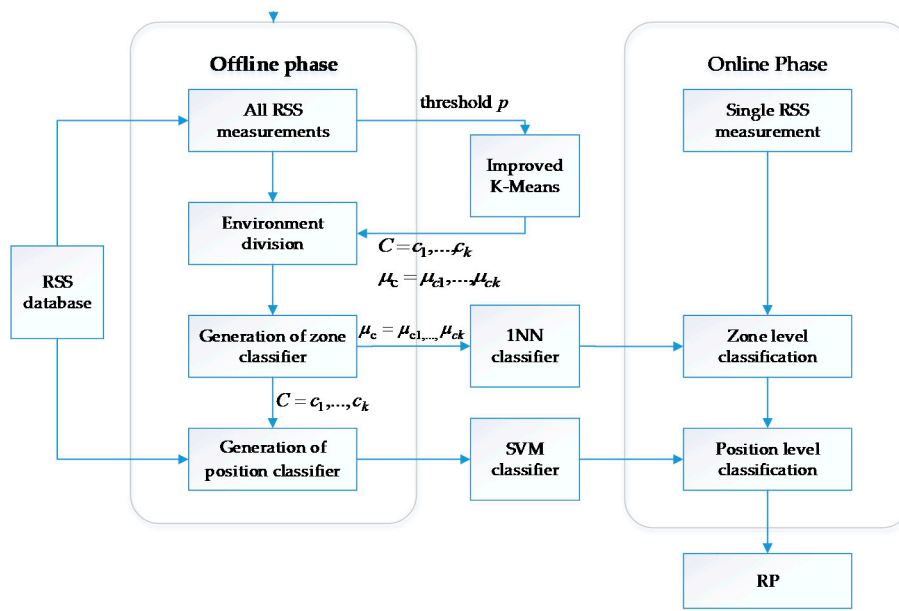 Offline phase
Online Phase
All RSS
measurements
threshold p
Single RSS
measurement
Improved
K-Means
Environment
division
C = c1,...,ck
μc = μc1,...,μck
RSS
database
Generation of zone
classifier
μc = μc1,...,μck
1NN
classifier
Zone level
classification
C = c1,...,ck
Generation of
position classifier
SVM
classifier
Position level
classification
RP